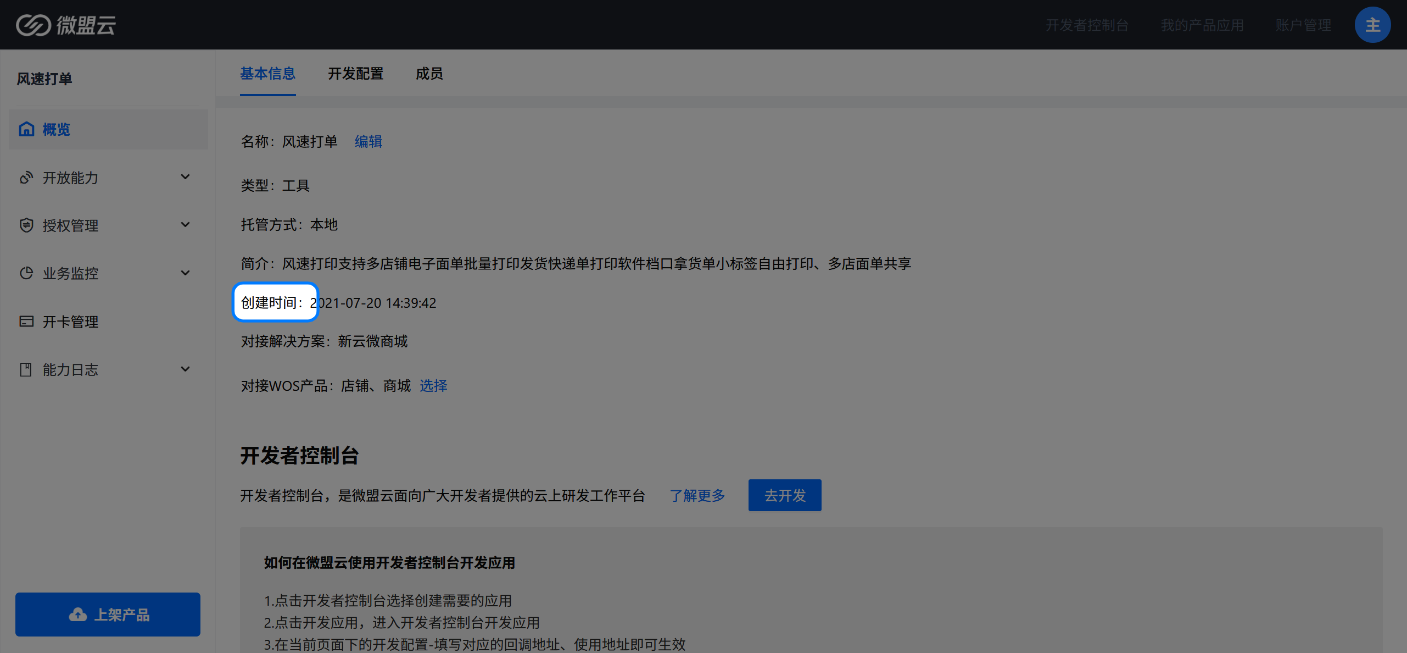 微盟云
开发者控制台 我的产品应用 账户管理 主
风速打单
概览
开放能力
授权管理
业务监控
开卡管理
能力日志
上架产品
基本信息 开发配置 成员
名称：风速打单 编辑
类型：工具
托管方式：本地
简介：风速打印支持多店铺电子面单批量打印发货快递单打印软件档口拿货单小标签自由打印、多店面单共享
创建时间：2021-07-20 14:39:42
对接解决方案：新云微商城
对接WOS产品：店铺、商城 选择
开发者控制台
开发者控制台，是微盟云面向广大开发者提供的云上研发工作平台 了解更多 去开发
如何在微盟云使用开发者控制台开发应用
1.点击开发者控制台选择创建需要的应用
2.点击开发应用，进入开发者控制台开发应用
3.在当前页面下的开发配置-填写对应的回调地址、使用地址即可生效